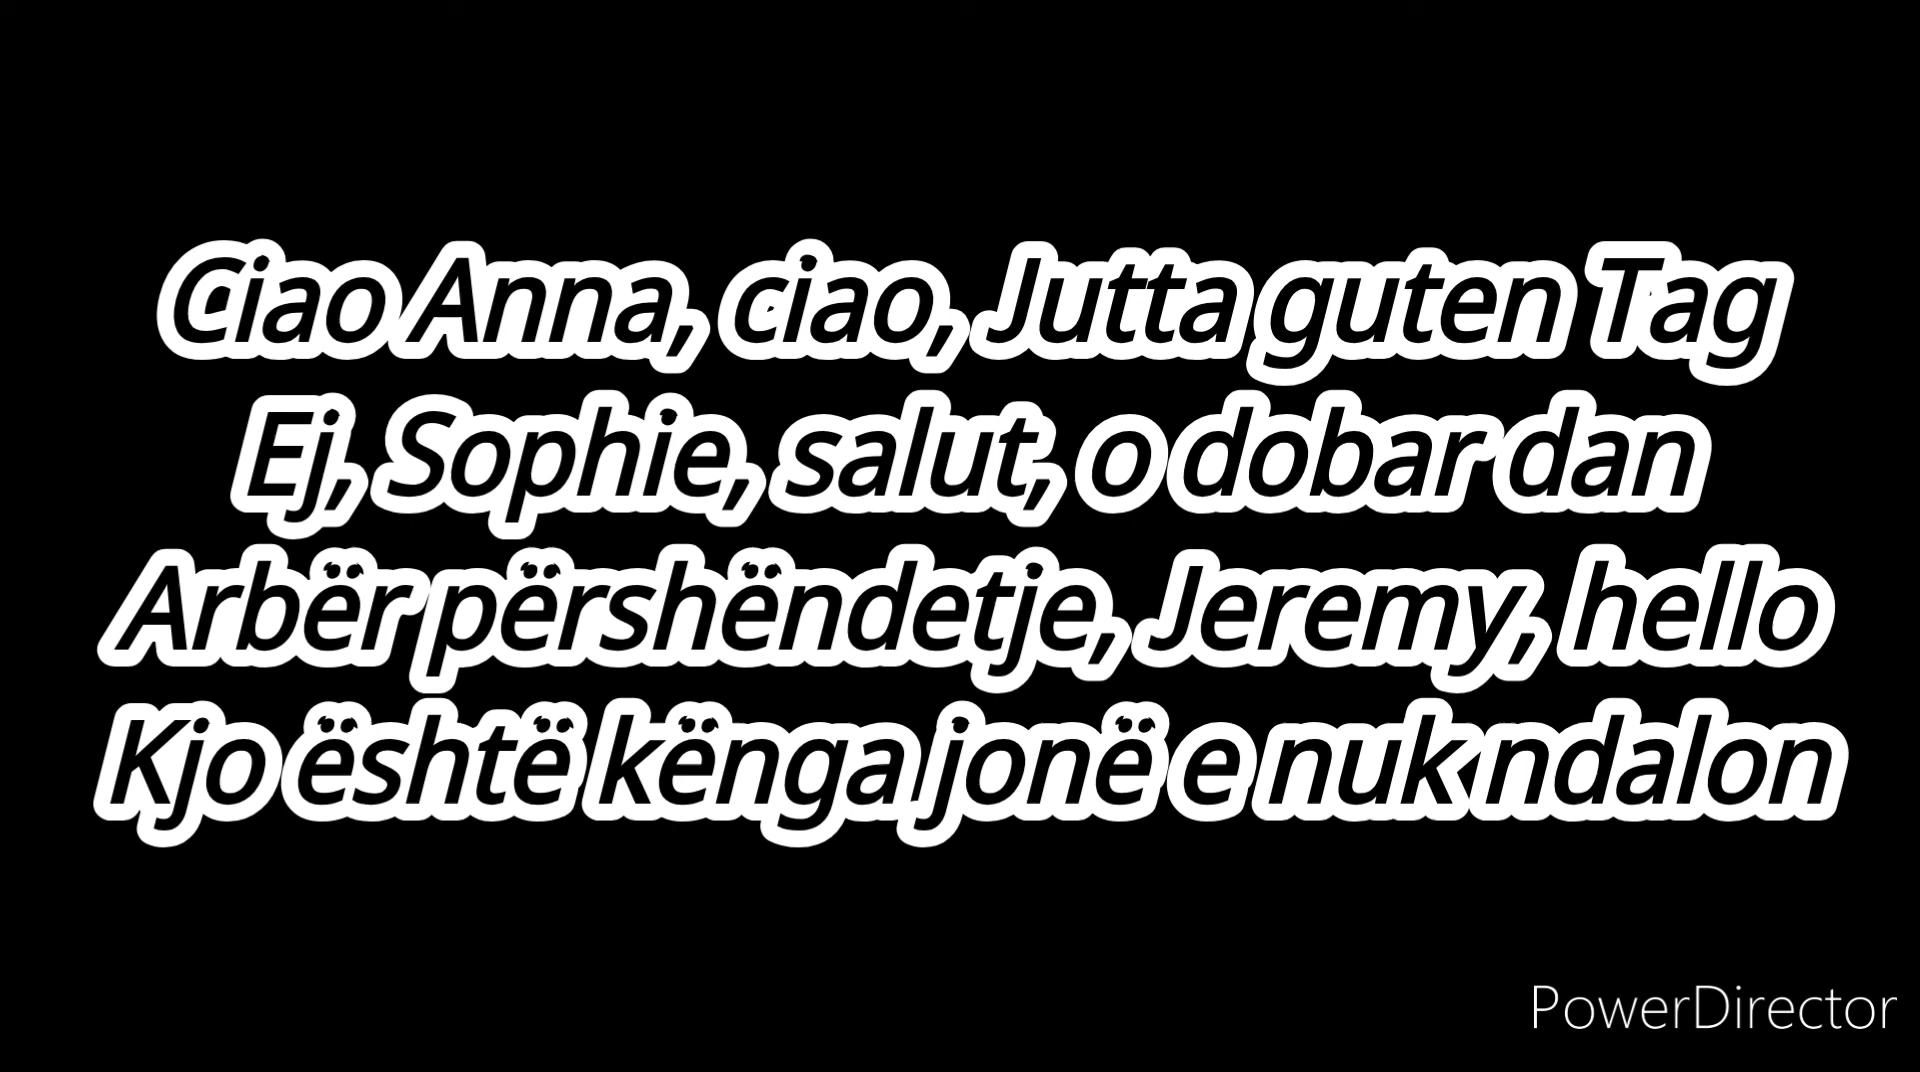 Ciao Anna, ciao, Jutta guten Tag
Ej, Sophie, salut, o dobar dan
Arbër përshëndetje, Jeremy, hello
Kjo është kënga jonë e nuk ndalon
PowerDirector